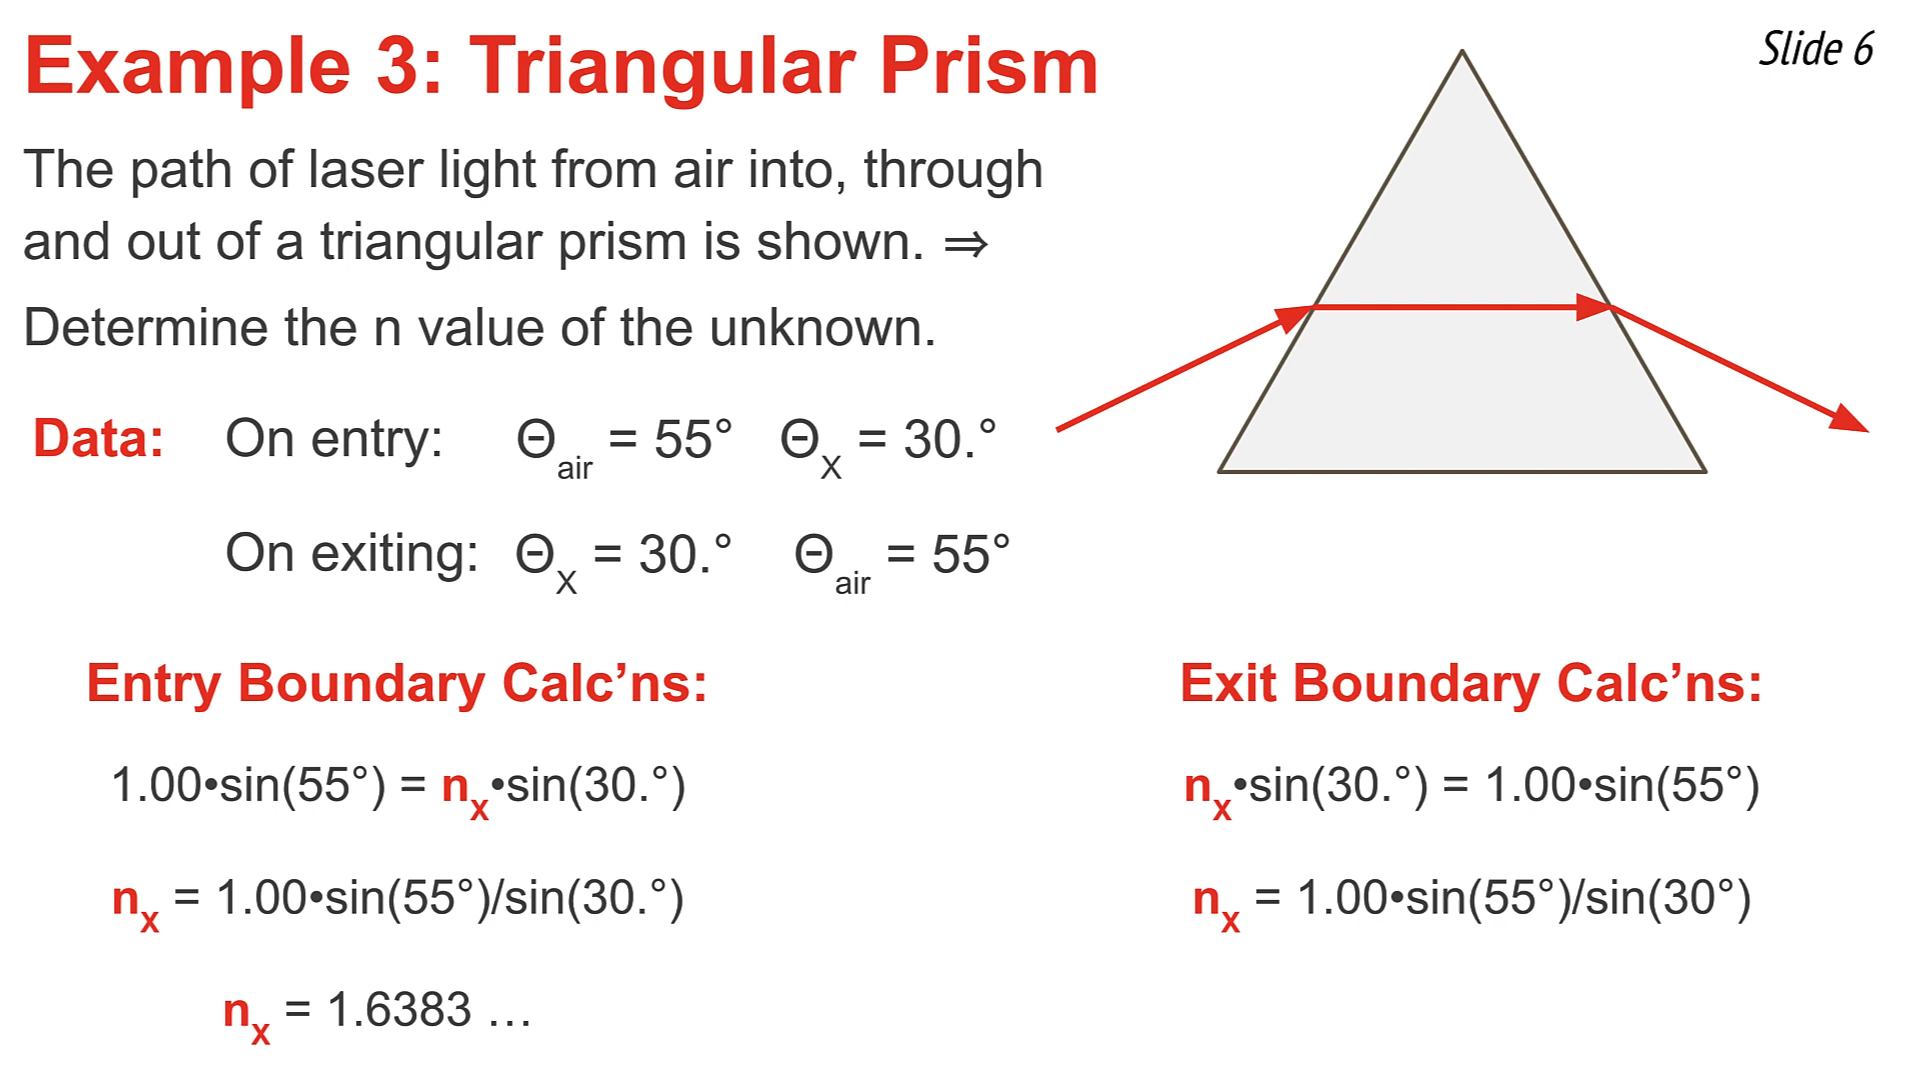 Example 3: Triangular Prism
Slide 6
The path of laser light from air into, through
and out of a triangular prism is shown. ⇒
Determine the n value of the unknown.
Data: On entry: Θair = 55° ΘX = 30.°
On exiting: ΘX = 30.° Θair = 55°
Entry Boundary Calc’ns:
1.00•sin(55°) = nx•sin(30.°)
nx = 1.00•sin(55°)/sin(30.°)
nx = 1.6383 …
Exit Boundary Calc’ns:
nx•sin(30.°) = 1.00•sin(55°)
nx = 1.00•sin(55°)/sin(30°)